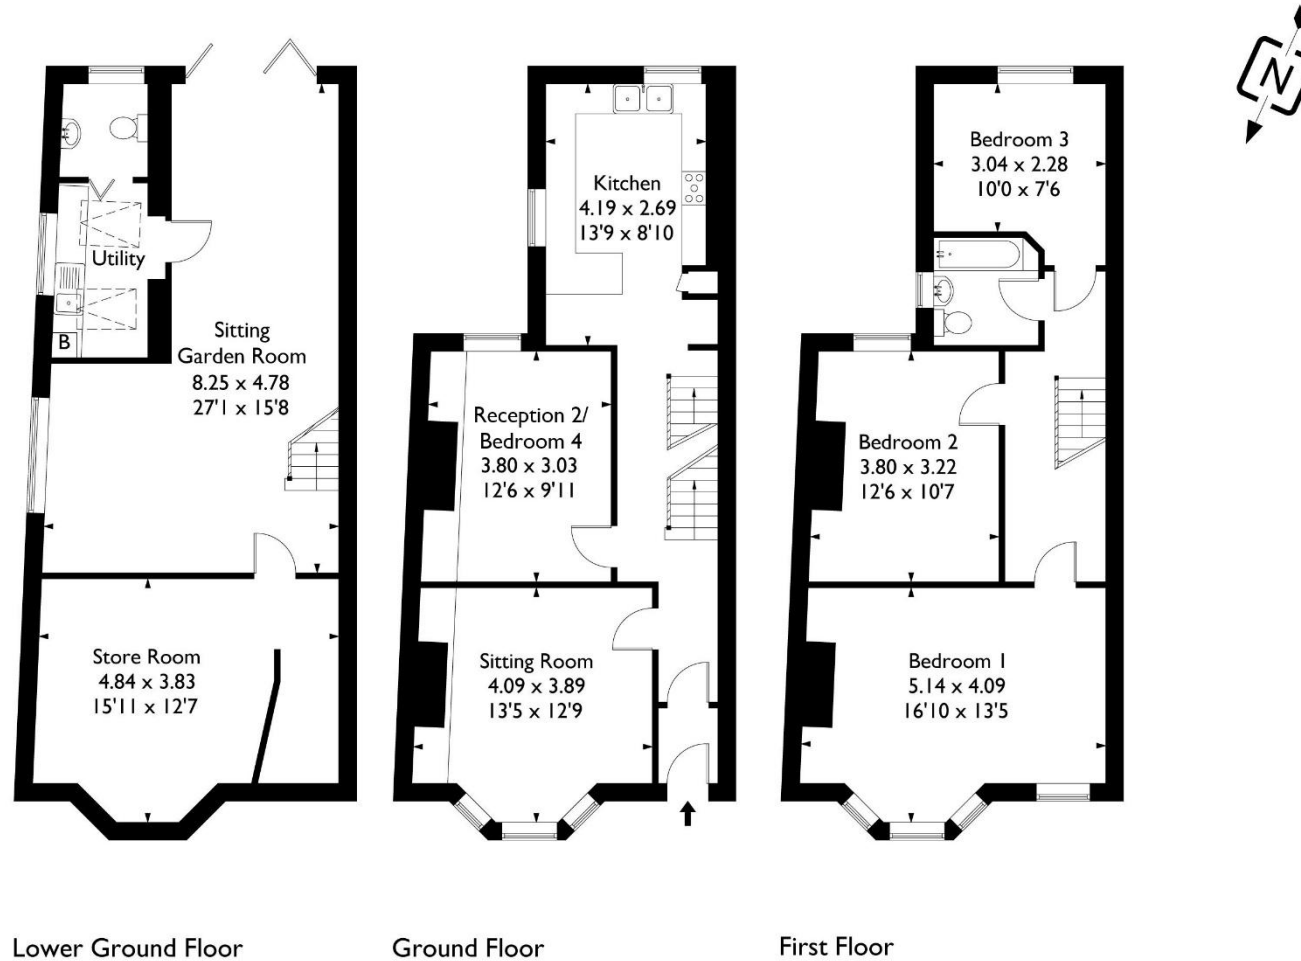 N
Utility
B
Sitting
Garden Room
8.25 x 4.78
27'1 x 15'8
Store Room
4.84 x 3.83
15'11 x 12'7
Lower Ground Floor
Kitchen
4.19 x 2.69
13'9 x 8'10
Reception 2/
Bedroom 4
3.80 x 3.03
12'6 x 9'11
Sitting Room
4.09 x 3.89
13'5 x 12'9
Ground Floor
Bedroom 3
3.04 x 2.28
10'0 x 7'6
Bedroom 2
3.80 x 3.22
12'6 x 10'7
Bedroom 1
5.14 x 4.09
16'10 x 13'5
First Floor